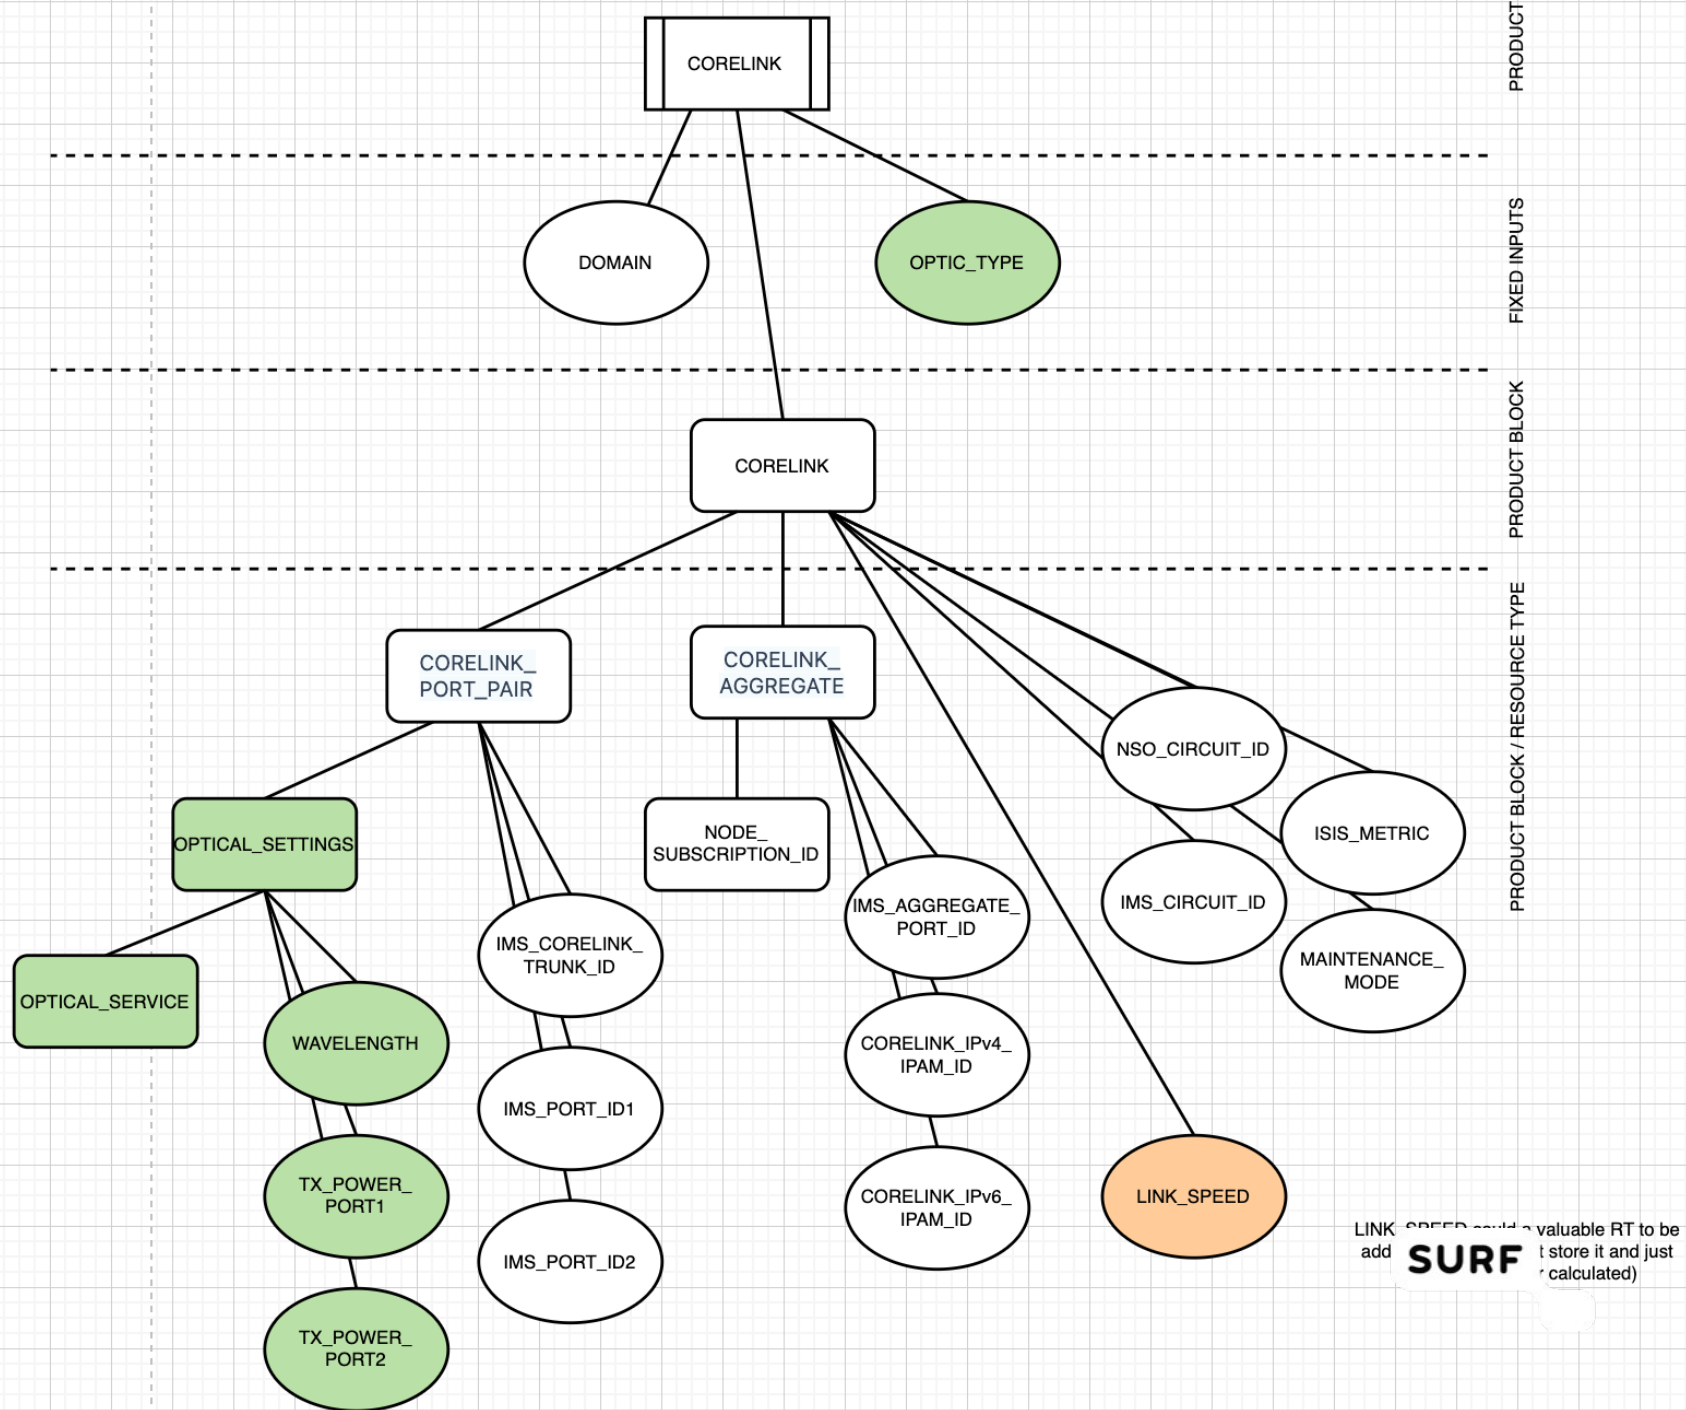 PRODUCT
CORELINK
FIXED INPUTS
DOMAIN
OPTIC_TYPE
PRODUCT BLOCK
CORELINK
PRODUCT BLOCK / RESOURCE TYPE
CORELINK_
PORT_PAIR
CORELINK_
AGGREGATE
NSO_CIRCUIT_ID
ISIS_METRIC
OPTICAL_SETTINGS
NODE_
SUBSCRIPTION_ID
IMS_AGGREGATE_
PORT_ID
IMS_CIRCUIT_ID
IMS_CORELINK_
TRUNK_ID
MAINTENANCE_
MODE
OPTICAL_SERVICE
WAVELENGTH
CORELINK_IPv4_
IPAM_ID
IMS_PORT_ID1
TX_POWER_
PORT1
CORELINK_IPv6_
IPAM_ID
LINK_SPEED
LINK_SPEED could a valuable RT to be
add t store it and just
calculated)
SURF
IMS_PORT_ID2
TX_POWER_
PORT2